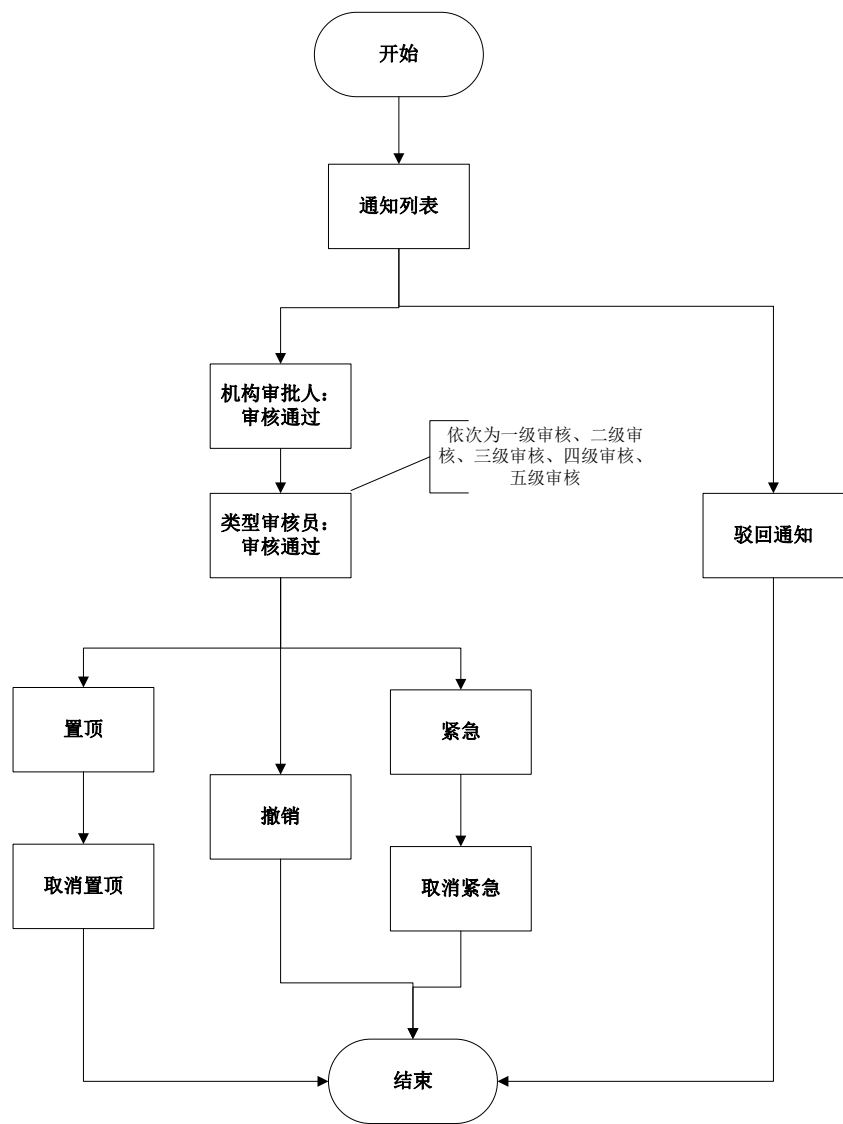 开始
通知列表
机构审批人：
审核通过
依次为一级审核、二级审
核、三级审核、四级审核、
五级审核
类型审核员：
审核通过
驳回通知
置顶
紧急
撤销
取消置顶
取消紧急
结束